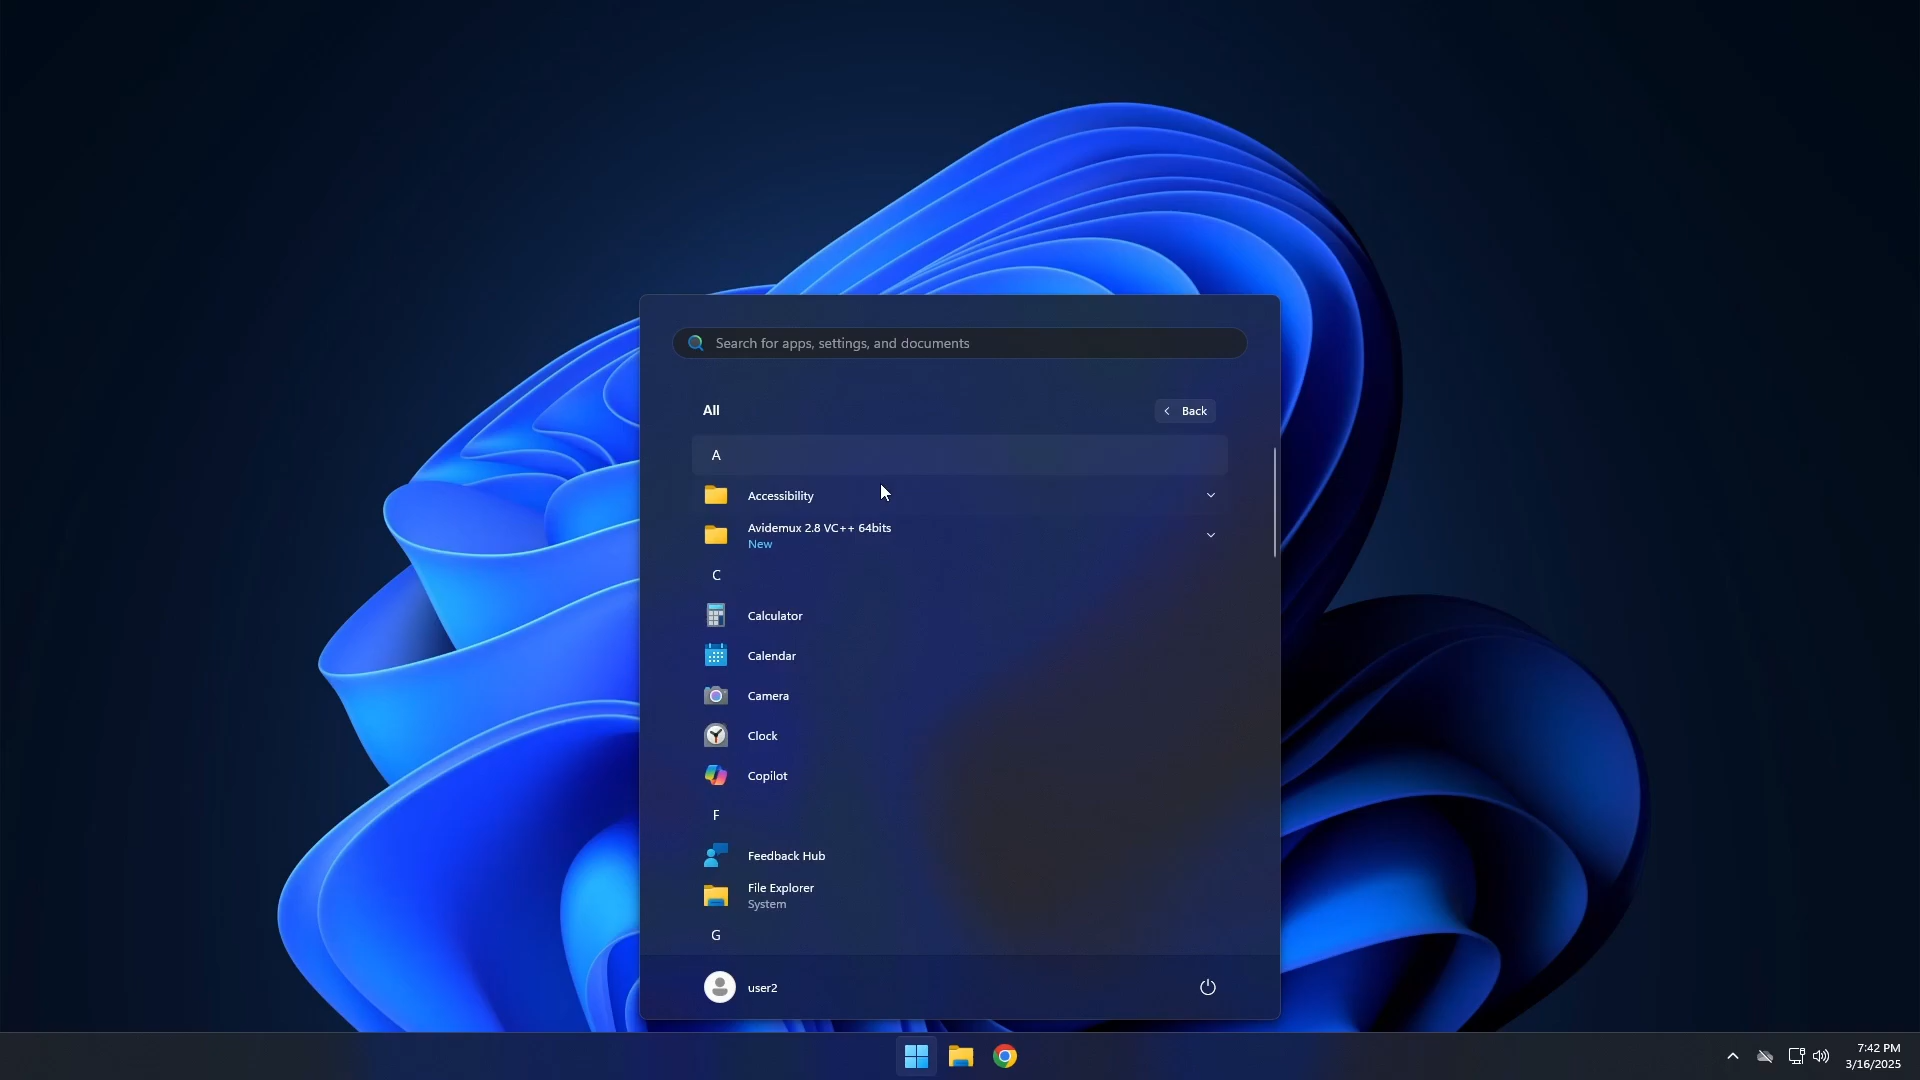 Search for apps, settings, and documents
All
Back
A
Accessibility
Avidemux 2.8 VC++ 64bits
New
C
Calculator
Calendar
Camera
Clock
Copilot
F
Feedback Hub
File Explorer
System
G
user2
7:42 PM
3/16/2025